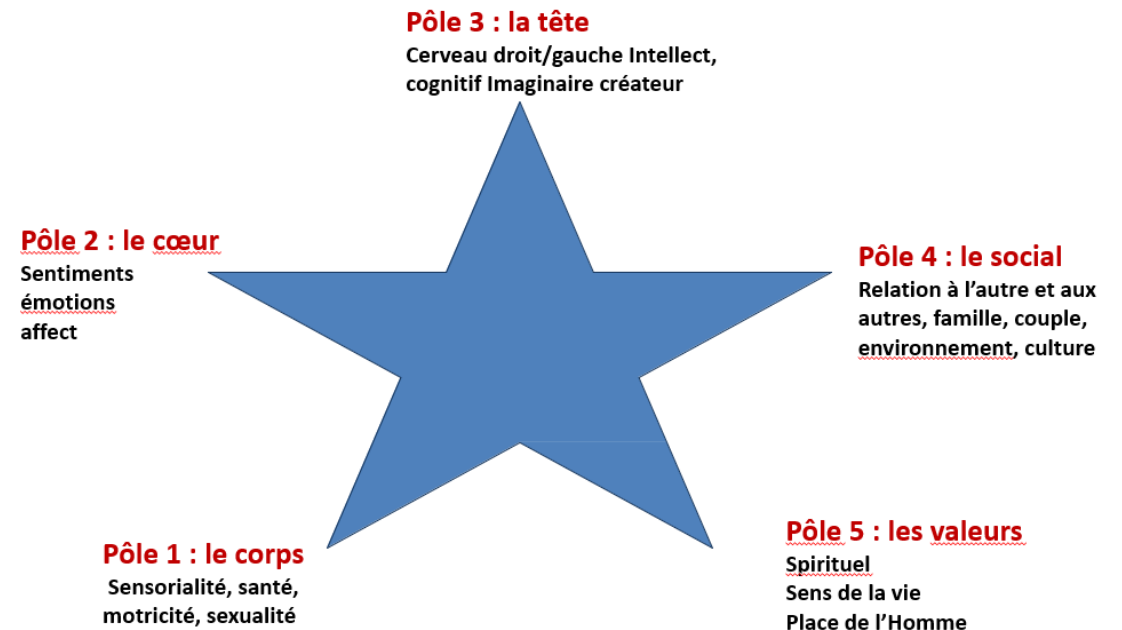 Pôle 3 : la tête
Cerveau droit/gauche Intellect,
cognitif Imaginaire créateur
Pôle 2 : le cœur
Sentiments
émotions
affect
Pôle 4 : le social
Relation à l’autre et aux
autres, famille, couple,
environnement, culture
Pôle 1 : le corps
Sensorialité, santé,
motricité, sexualité
Pôle 5 : les valeurs
Spirituel
Sens de la vie
Place de l’Homme